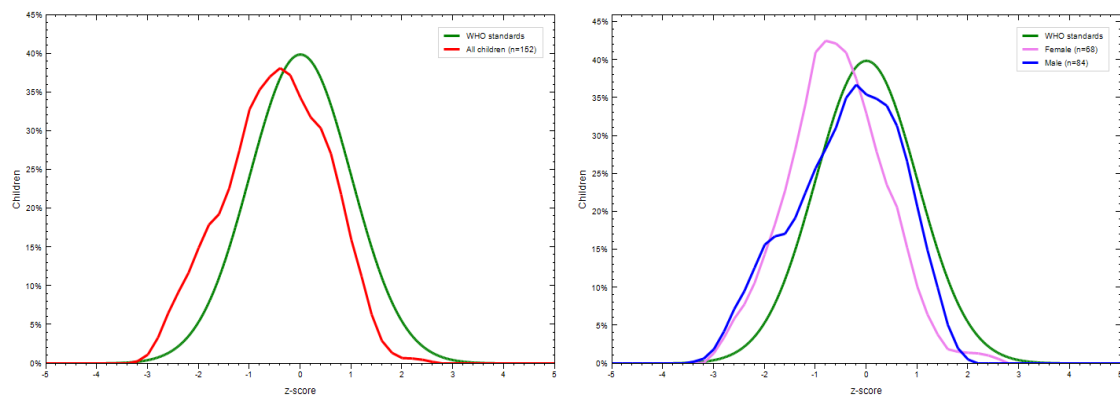 45%
40%
35%
30%
25%
20%
15%
10%
5%
0%
Children
-5 -4 -3 -2 -1 0 1 2 3 4 5
z-score
WHO standards
All children (n=152)
45%
40%
35%
30%
25%
20%
15%
10%
5%
0%
Children
-5 -4 -3 -2 -1 0 1 2 3 4 5
z-score
WHO standards
Female (n=68)
Male (n=84)